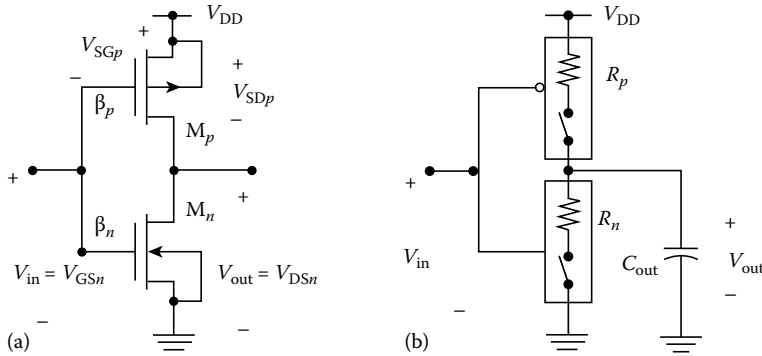 V_DD
V_SGp
+
−
+
V_SDp
−
β_p
M_p
+
+
β_n
M_n
V_in = V_GSn
V_out = V_DSn
−
−
(a)
V_DD
R_p
+
R_n
V_in
−
C_out
+
V_out
−
(b)